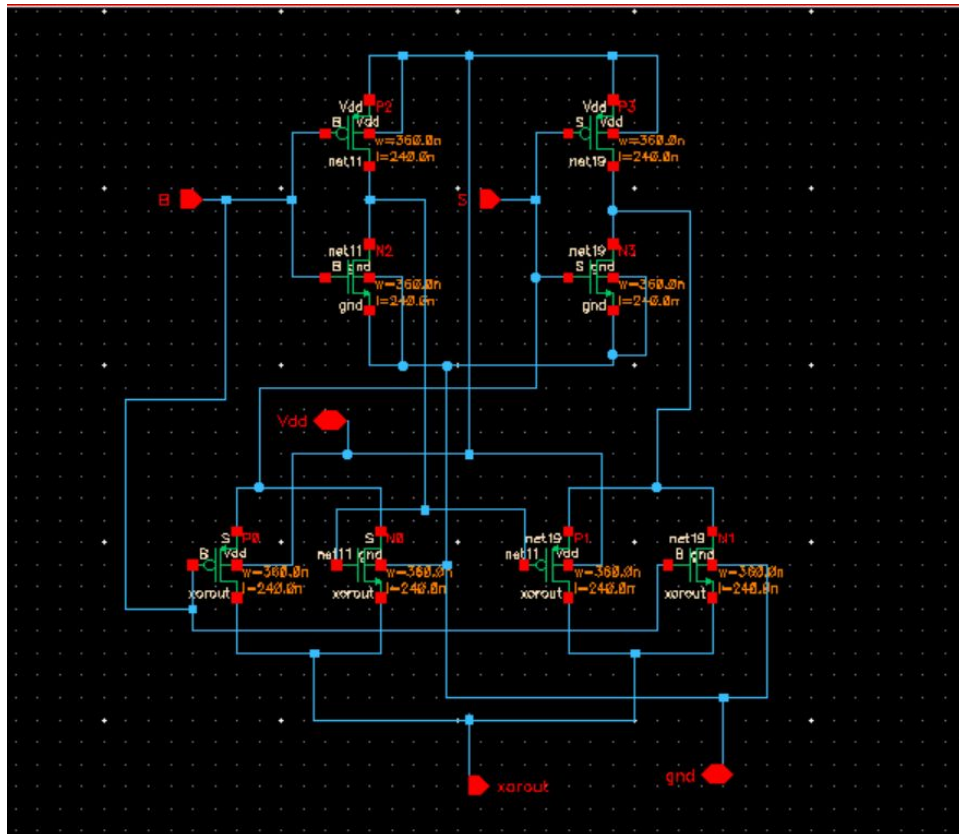 Vdd P2
B Vdd
w=360.0n
l=240.0n
net11
Vdd P3
S Vdd
w=360.0n
l=240.0n
net19
B
S
net11 N2
B gnd
w=360.0n
l=240.0n
gnd
net19 N3
S gnd
w=360.0n
l=240.0n
gnd
Vdd
S P0
B Vdd
w=360.0n
l=240.0n
xorout
S N0
net11 gnd
w=360.0n
l=240.0n
xorout
net19 P1
net11 Vdd
w=360.0n
l=240.0n
xorout
net19 N1
B gnd
w=360.0n
l=240.0n
xorout
xorout
gnd